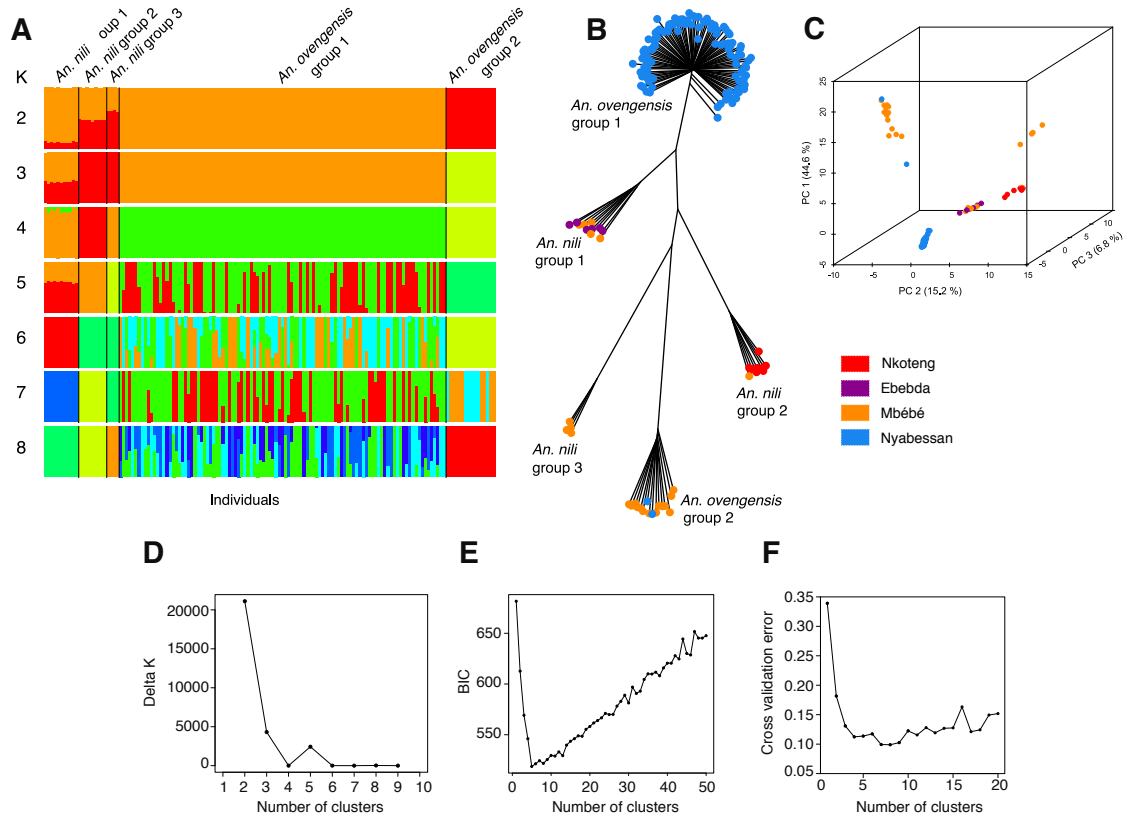 A
An. nili oup 1
An. nili group 2
An. nili group 3
An. ovengensis
group 1
An. ovengensis
group 2
K
2
3
4
5
6
7
8
Individuals
B
An. ovengensis
group 1
An. nili
group 1
An. nili
group 2
An. nili
group 3
An. ovengensis
group 2
C
PC 1 (44.6 %)
25
20
15
10
5
0
-5
-10
-5
0
5
10
15
PC 2 (15.2 %)
-5
0
5
10
PC 3 (6.8 %)
Nkoteng
Ebebda
Mbébé
Nyabessan
D
Delta K
20000
15000
10000
5000
0
1 2 3 4 5 6 7 8 9 10
Number of clusters
E
BIC
650
600
550
0 10 20 30 40 50
Number of clusters
F
Cross validation error
0.35
0.30
0.25
0.20
0.15
0.10
0.05
0 5 10 15 20
Number of clusters